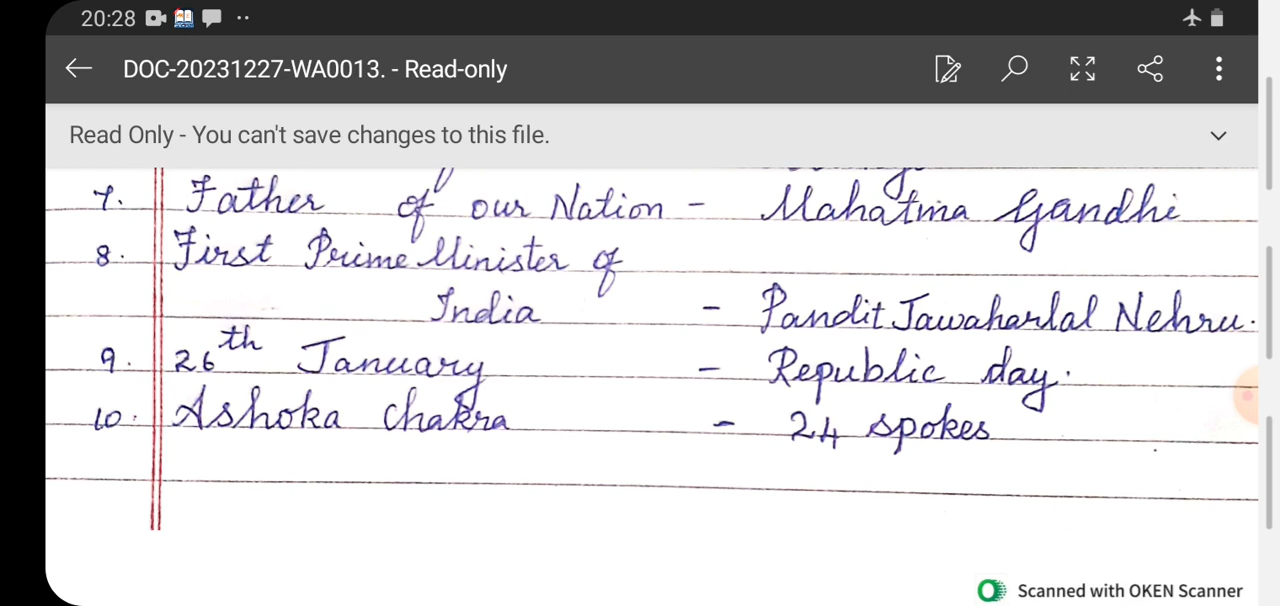 20:28
DOC-20231227-WA0013. - Read-only
Read Only - You can't save changes to this file.
7. Father of our Nation - Mahatma Gandhi
8. First Prime Minister of
India - Pandit Jawaharlal Nehru.
9. 26th January - Republic day.
10. Ashoka Chakra - 24 spokes
Scanned with OKEN Scanner